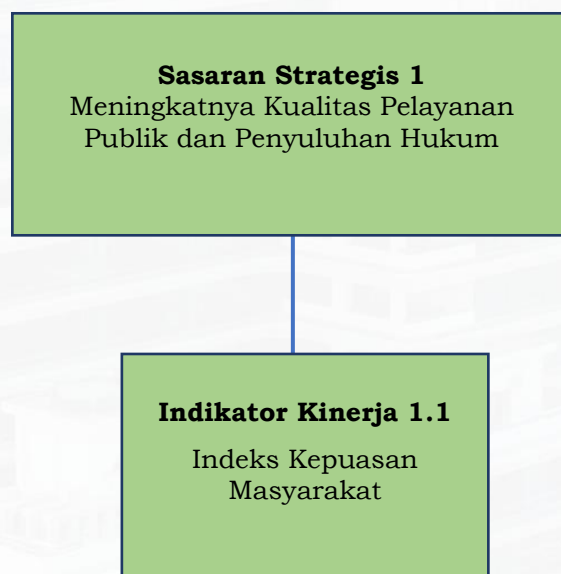 Sasaran Strategis 1
Meningkatnya Kualitas Pelayanan
Publik dan Penyuluhan Hukum
Indikator Kinerja 1.1
Indeks Kepuasan
Masyarakat